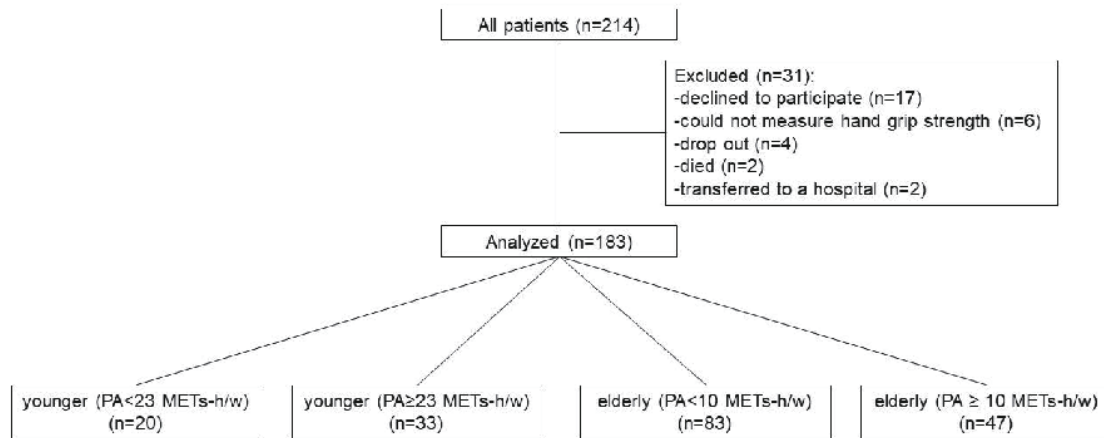 All patients (n=214)
Excluded (n=31):
-declined to participate (n=17)
-could not measure hand grip strength (n=6)
-drop out (n=4)
-died (n=2)
-transferred to a hospital (n=2)
Analyzed (n=183)
younger (PA<23 METs-h/w)
(n=20)
younger (PA≥23 METs-h/w)
(n=33)
elderly (PA<10 METs-h/w)
(n=83)
elderly (PA ≥ 10 METs-h/w)
(n=47)